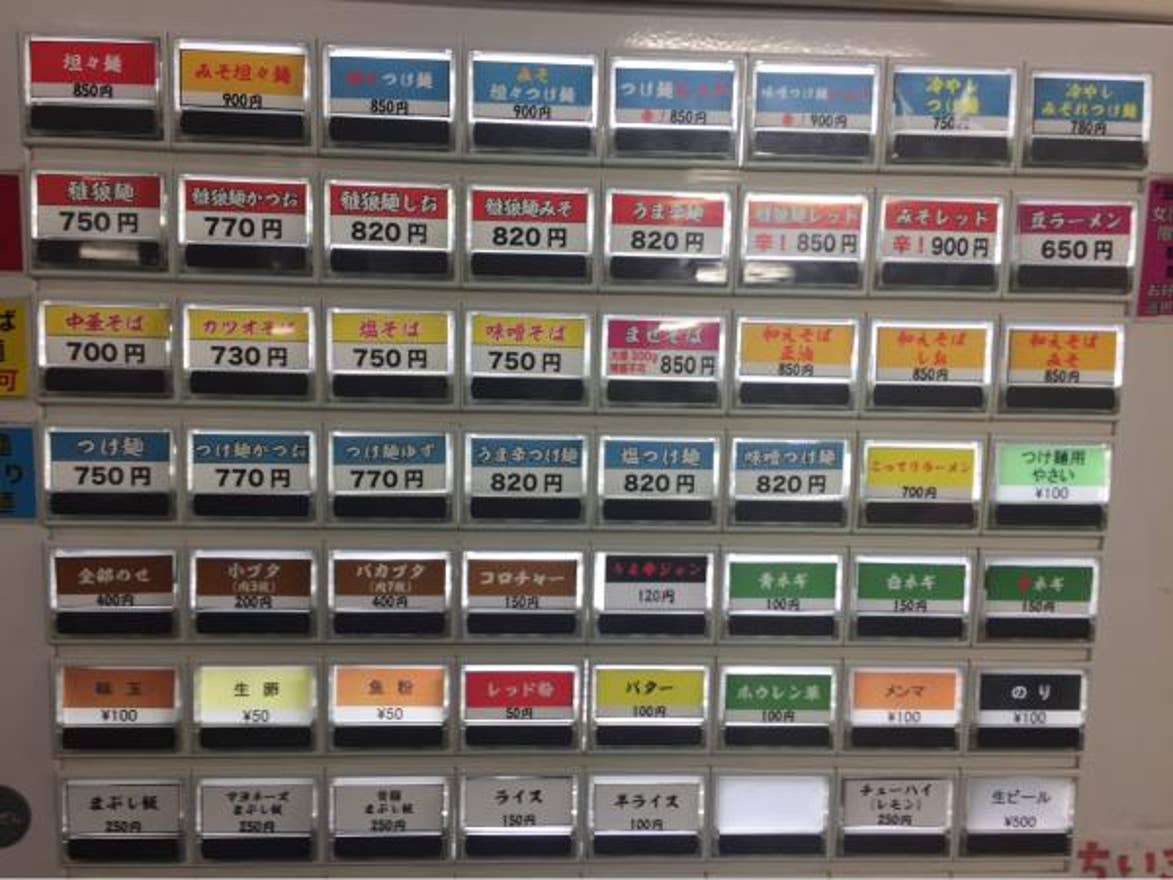 坦々麺
850円
みそ坦々麺
900円
つけ麺
850円
みそ
坦々つけ麺
900円
つけ麺
辛！850円
味噌つけ麺
辛！900円
冷やし
つけ麺
750
冷やし
みぞれつけ麺
780円
雅狼麺
750円
雅狼麺かつお
770円
雅狼麺しお
820円
雅狼麺みそ
820円
うま辛麺
820円
雅狼麺レッド
辛！850円
みそレッド
辛！900円
豆ラーメン
650円
中華そば
700円
カツオそば
730円
塩そば
750円
味噌そば
750円
まぜそば
850円
和えそば
正油
850円
和えそば
しお
850円
和えそば
みそ
850円
つけ麺
750円
つけ麺かつお
770円
つけ麺ゆず
770円
うま辛つけ麺
820円
塩つけ麺
820円
味噌つけ麺
820円
こってりラーメン
700円
つけ麺用
やさい
¥100
全部のせ
400円
小ブタ
200円
バカブタ
400円
コロチャー
150円
うま辛ジャン
120円
青ネギ
100円
白ネギ
150円
ネギ
150円
味玉
¥100
生卵
¥50
魚粉
¥50
レッド粉
50円
バター
100円
ホウレン草
100円
メンマ
¥100
のり
¥100
まぶし飯
250円
マヨネーズ
まぶし飯
250円
まぶし飯
250円
ライス
150円
半ライス
100円
チューハイ
(レモン)
250円
生ビール
¥500